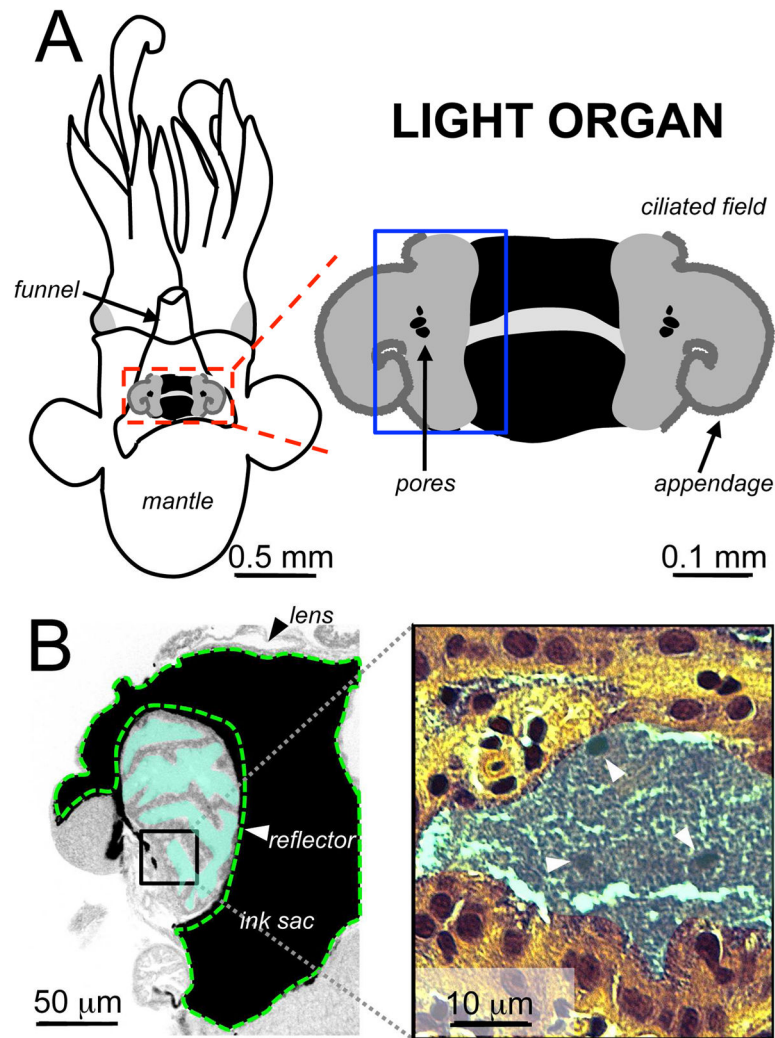 A
LIGHT ORGAN
ciliated field
funnel
mantle
pores
appendage
0.5 mm
0.1 mm
B
lens
reflector
ink sac
50 μm
10 μm